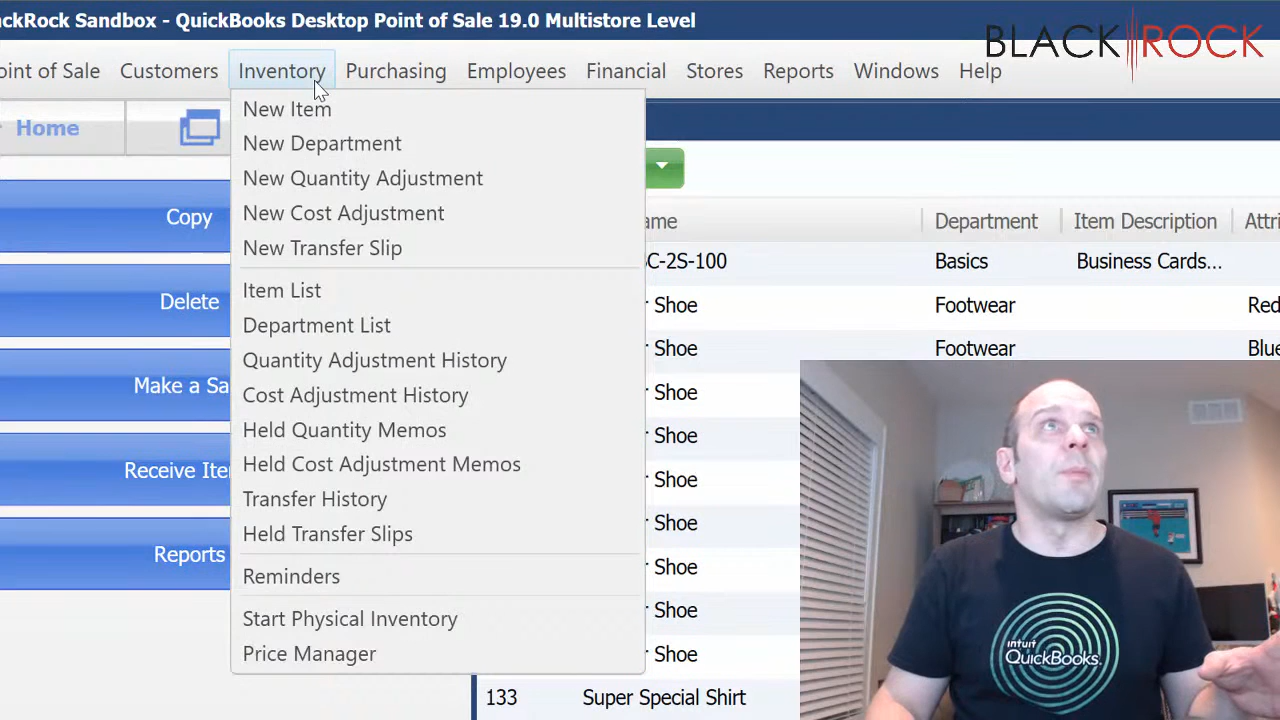 ckRock Sandbox - QuickBooks Desktop Point of Sale 19.0 Multistore Level
BLACK ROCK
oint of Sale Customers Inventory Purchasing Employees Financial Stores Reports Windows Help
Home
New Item
New Department
New Quantity Adjustment
New Cost Adjustment
New Transfer Slip
Item List
Department List
Quantity Adjustment History
Cost Adjustment History
Held Quantity Memos
Held Cost Adjustment Memos
Transfer History
Held Transfer Slips
Reminders
Start Physical Inventory
Price Manager
Copy
Delete
Make a Sa
Receive Ite
Reports
me Department Item Description Attri
C-2S-100 Basics Business Cards...
r Shoe Footwear Red
r Shoe Footwear Blue
r Shoe
r Shoe
r Shoe
r Shoe
r Shoe
r Shoe
r Shoe
133 Super Special Shirt
intuit
QuickBooks.